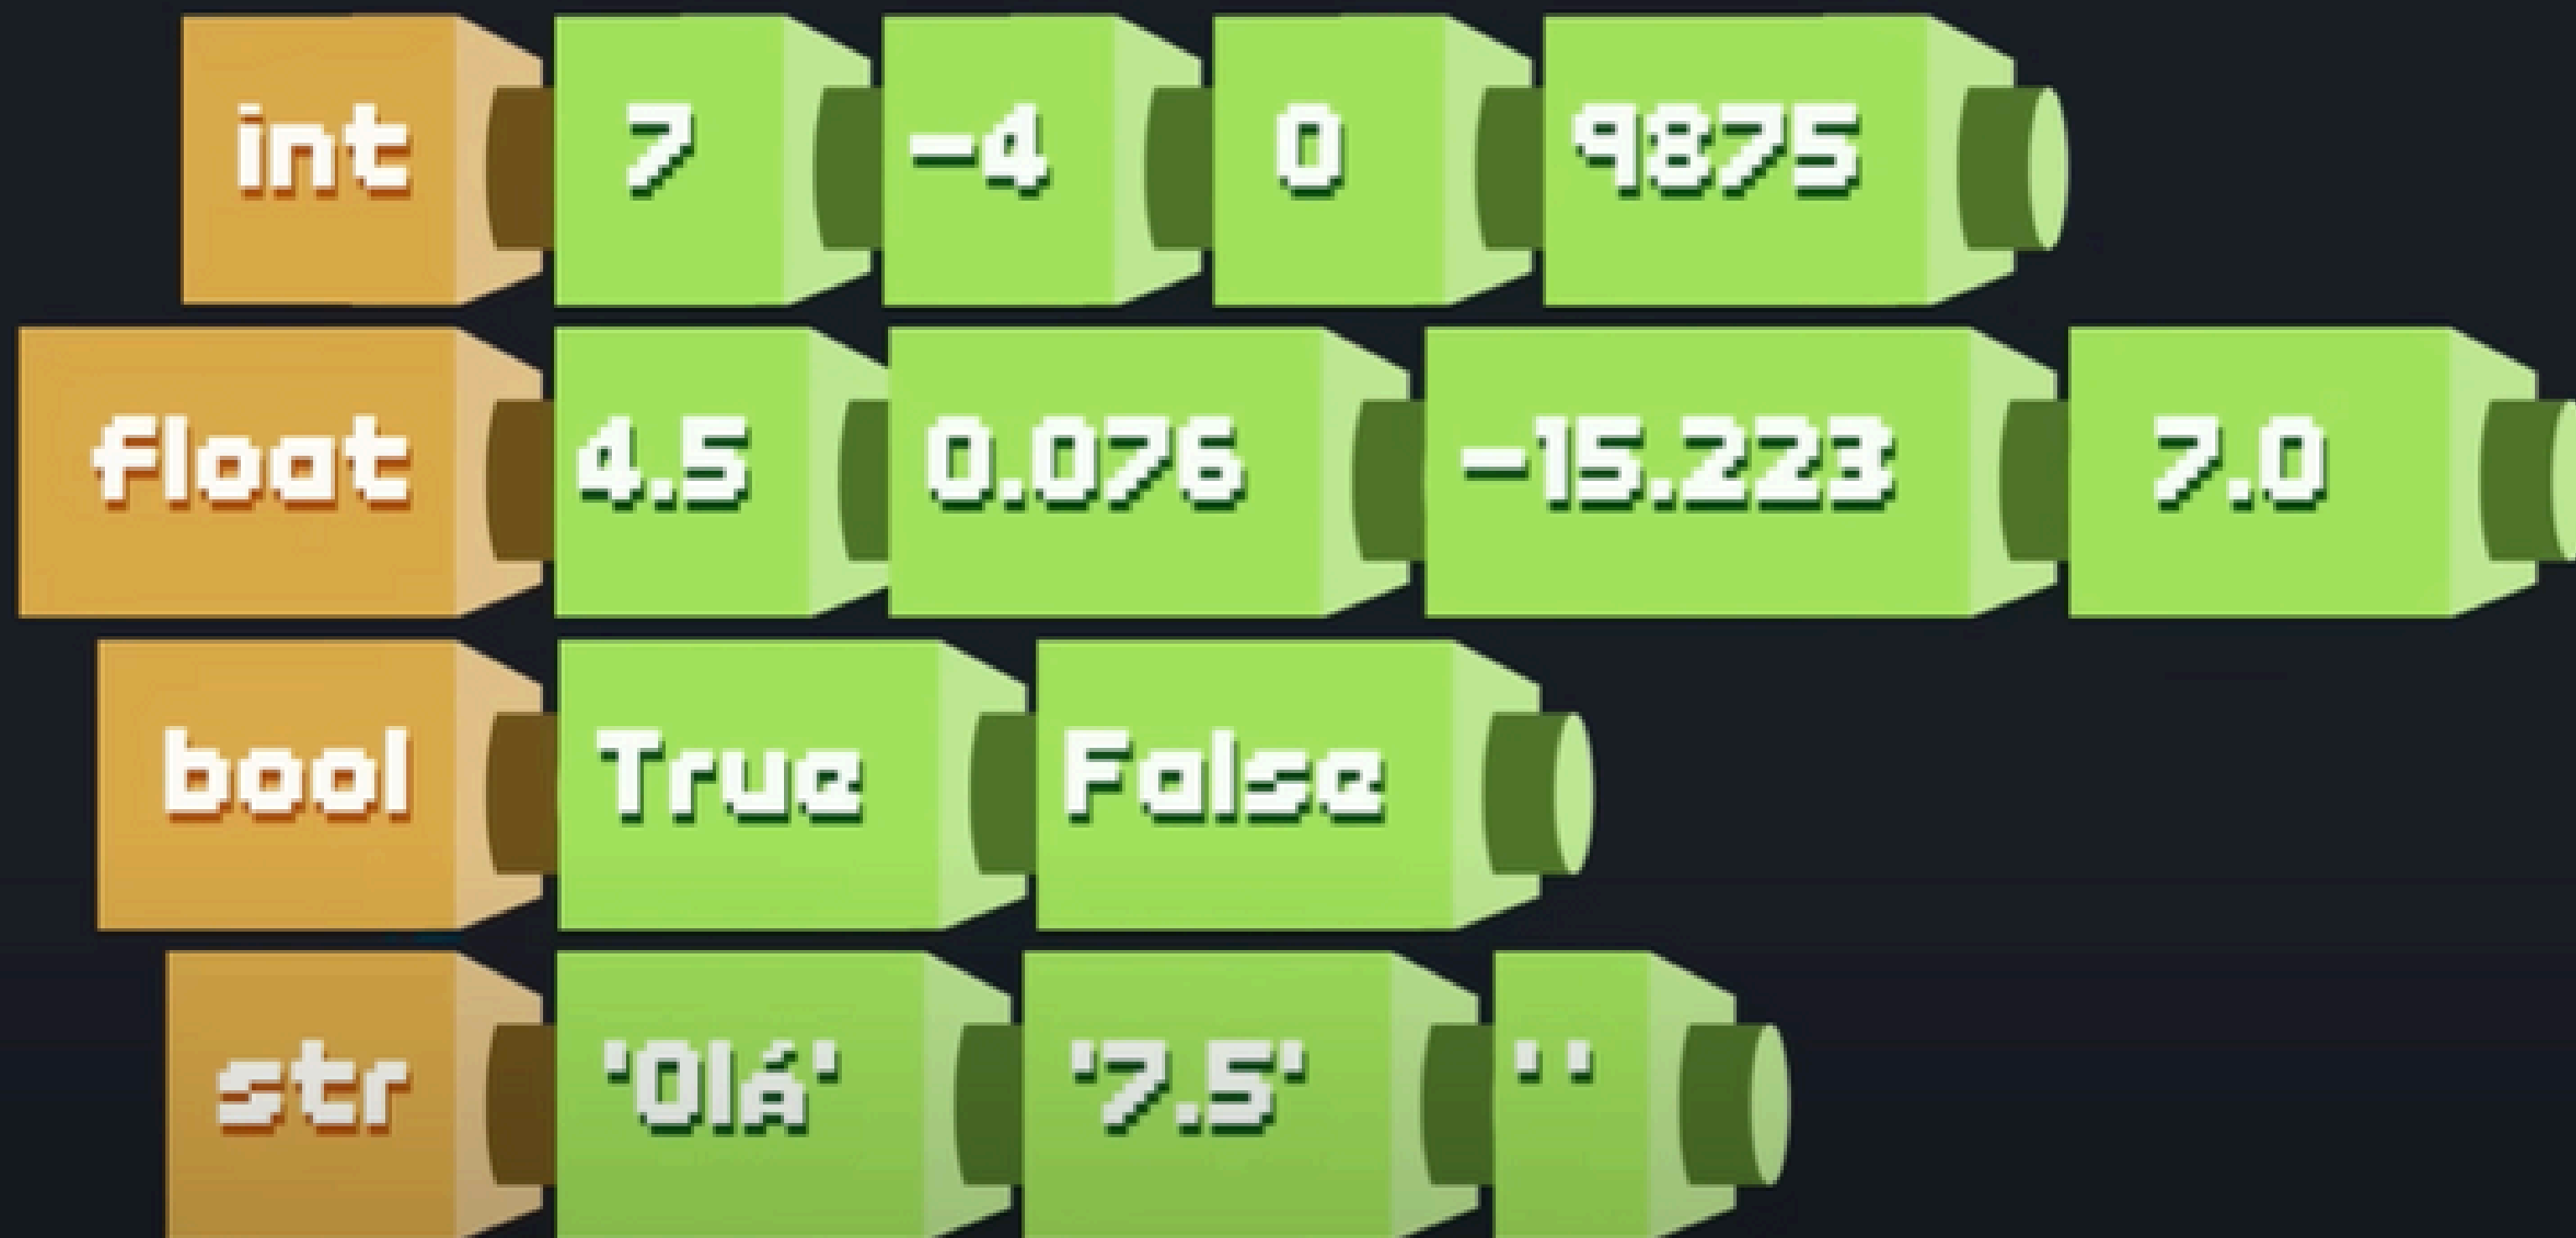 int 7 -4 0 9875
float 4.5 0.076 -15.223 7.0
bool True False
str 'Olá' '7.5' ' '